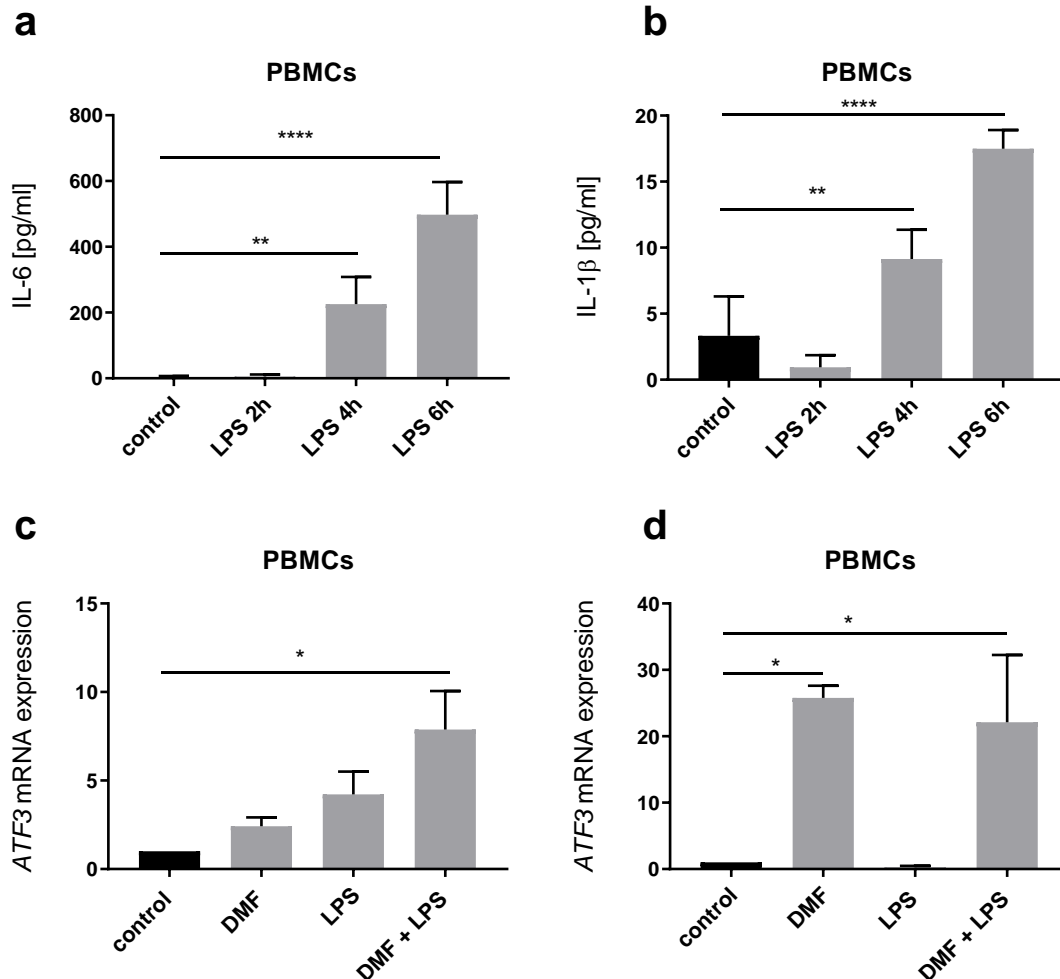 a
PBMCs
IL-6 [pg/ml]
800
600
400
200
0
****
**
control
LPS 2h
LPS 4h
LPS 6h
b
PBMCs
IL-1β [pg/ml]
20
15
10
5
0
****
**
control
LPS 2h
LPS 4h
LPS 6h
c
PBMCs
ATF3 mRNA expression
15
10
5
0
*
control
DMF
LPS
DMF + LPS
d
PBMCs
ATF3 mRNA expression
40
30
20
10
0
*
*
control
DMF
LPS
DMF + LPS